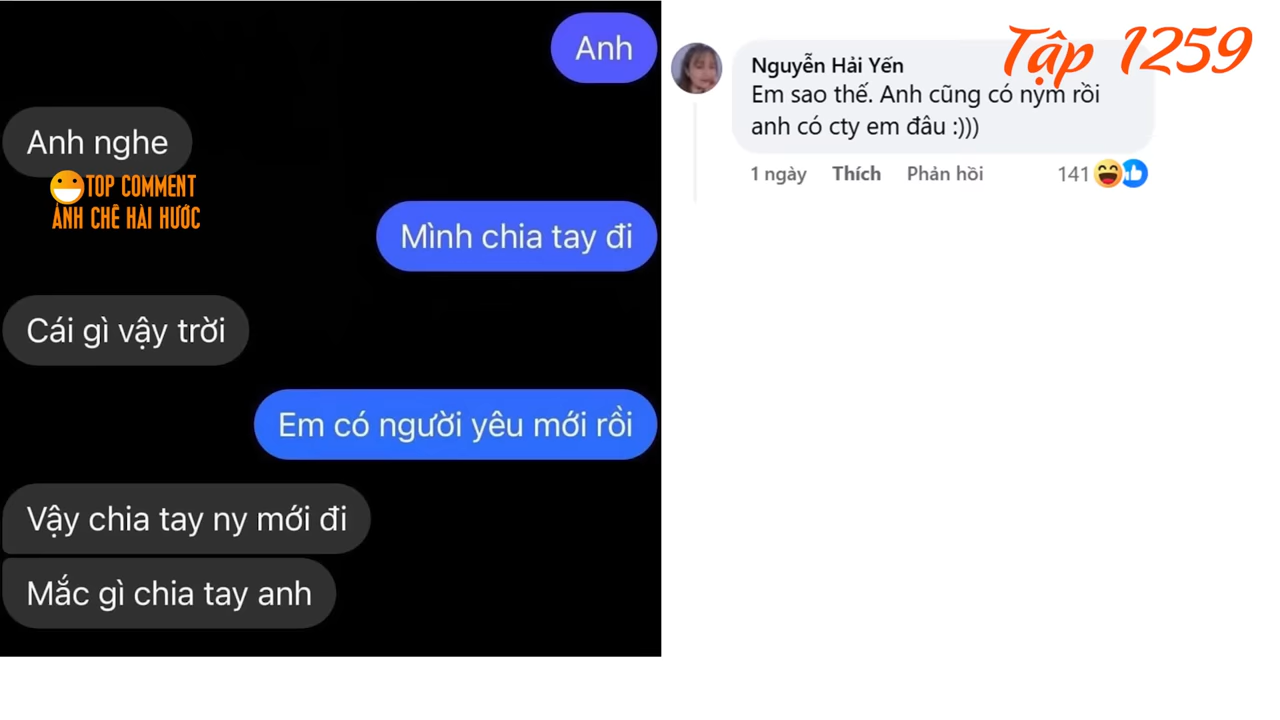 Anh
Anh nghe
TOP COMMENT
ẢNH CHẾ HÀI HƯỚC
Mình chia tay đi
Cái gì vậy trời
Em có người yêu mới rồi
Vậy chia tay ny mới đi
Mắc gì chia tay anh
Tập 1259
Nguyễn Hải Yến
Em sao thế. Anh cũng có nym rồi
anh có cty em đâu :)))
1 ngày Thích Phản hồi 141